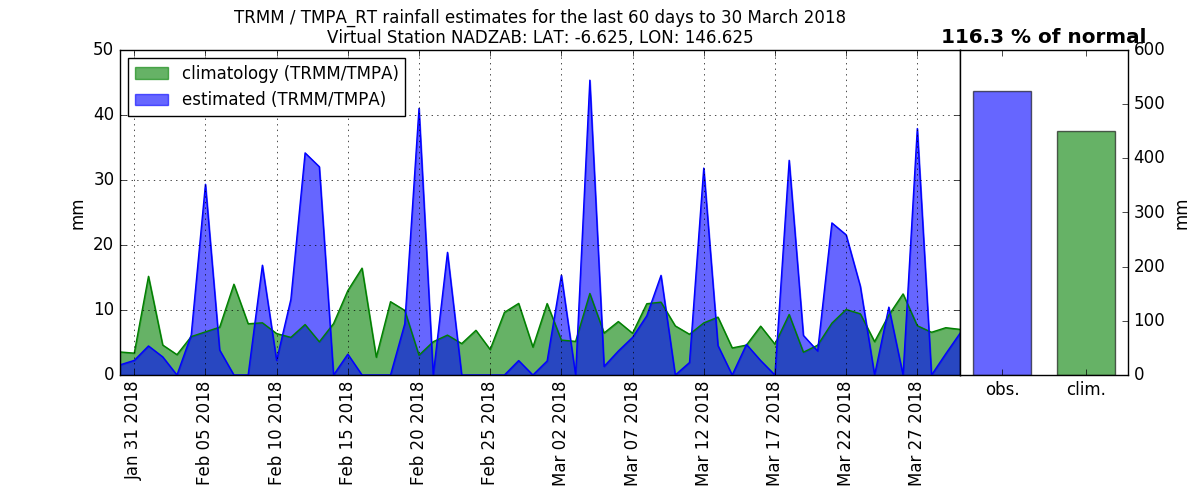 TRMM / TMPA_RT rainfall estimates for the last 60 days to 30 March 2018
Virtual Station NADZAB: LAT: -6.625, LON: 146.625
116.3 % of normal
climatology (TRMM/TMPA)
estimated (TRMM/TMPA)
50
40
30
20
10
0
mm
Jan 31 2018
Feb 05 2018
Feb 10 2018
Feb 15 2018
Feb 20 2018
Feb 25 2018
Mar 02 2018
Mar 07 2018
Mar 12 2018
Mar 17 2018
Mar 22 2018
Mar 27 2018
obs.
clim.
600
500
400
300
200
100
0
mm